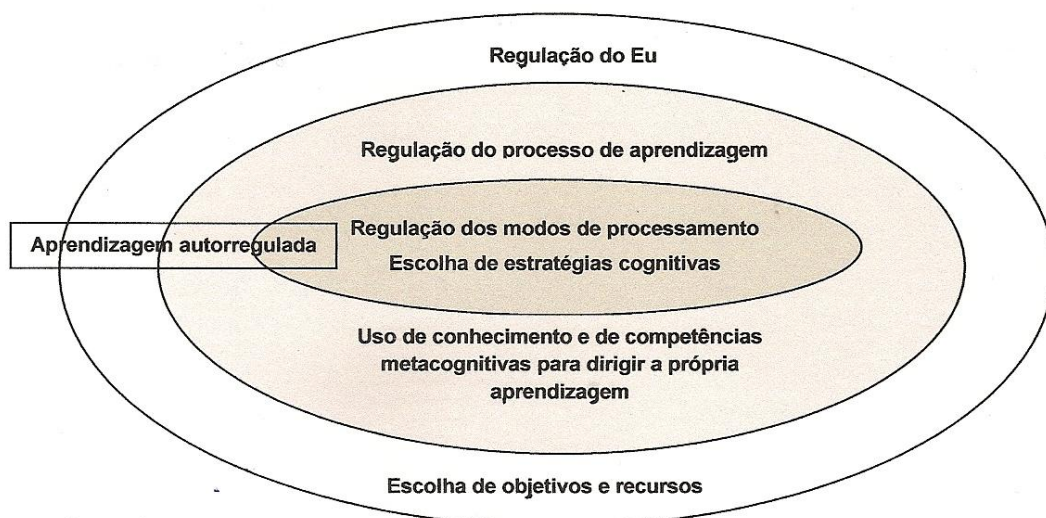 Regulação do Eu
Regulação do processo de aprendizagem
Regulação dos modos de processamento
Aprendizagem autorregulada
Escolha de estratégias cognitivas
Uso de conhecimento e de competências
metacognitivas para dirigir a própria
aprendizagem
Escolha de objetivos e recursos